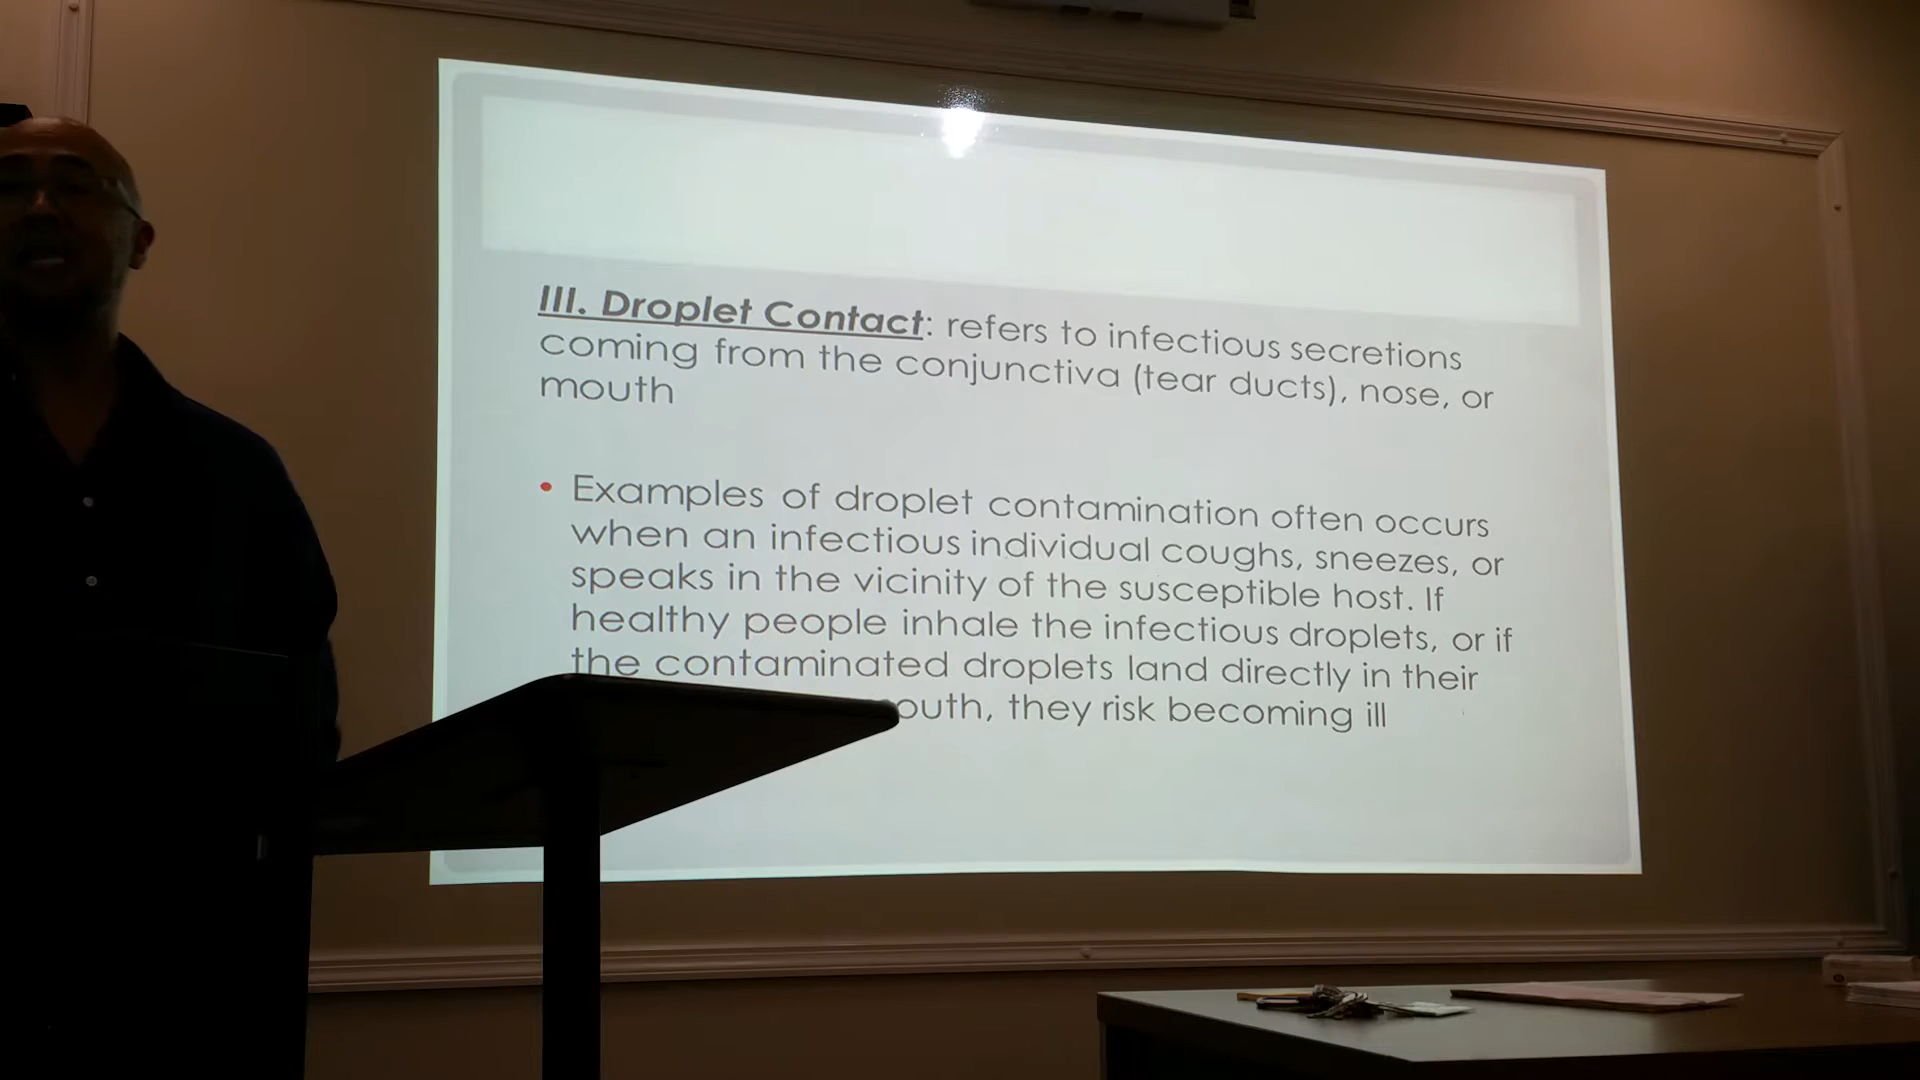 III. Droplet Contact: refers to infectious secretions
coming from the conjunctiva (tear ducts), nose, or
mouth
• Examples of droplet contamination often occurs
when an infectious individual coughs, sneezes, or
speaks in the vicinity of the susceptible host. If
healthy people inhale the infectious droplets, or if
the contaminated droplets land directly in their
they risk becoming ill